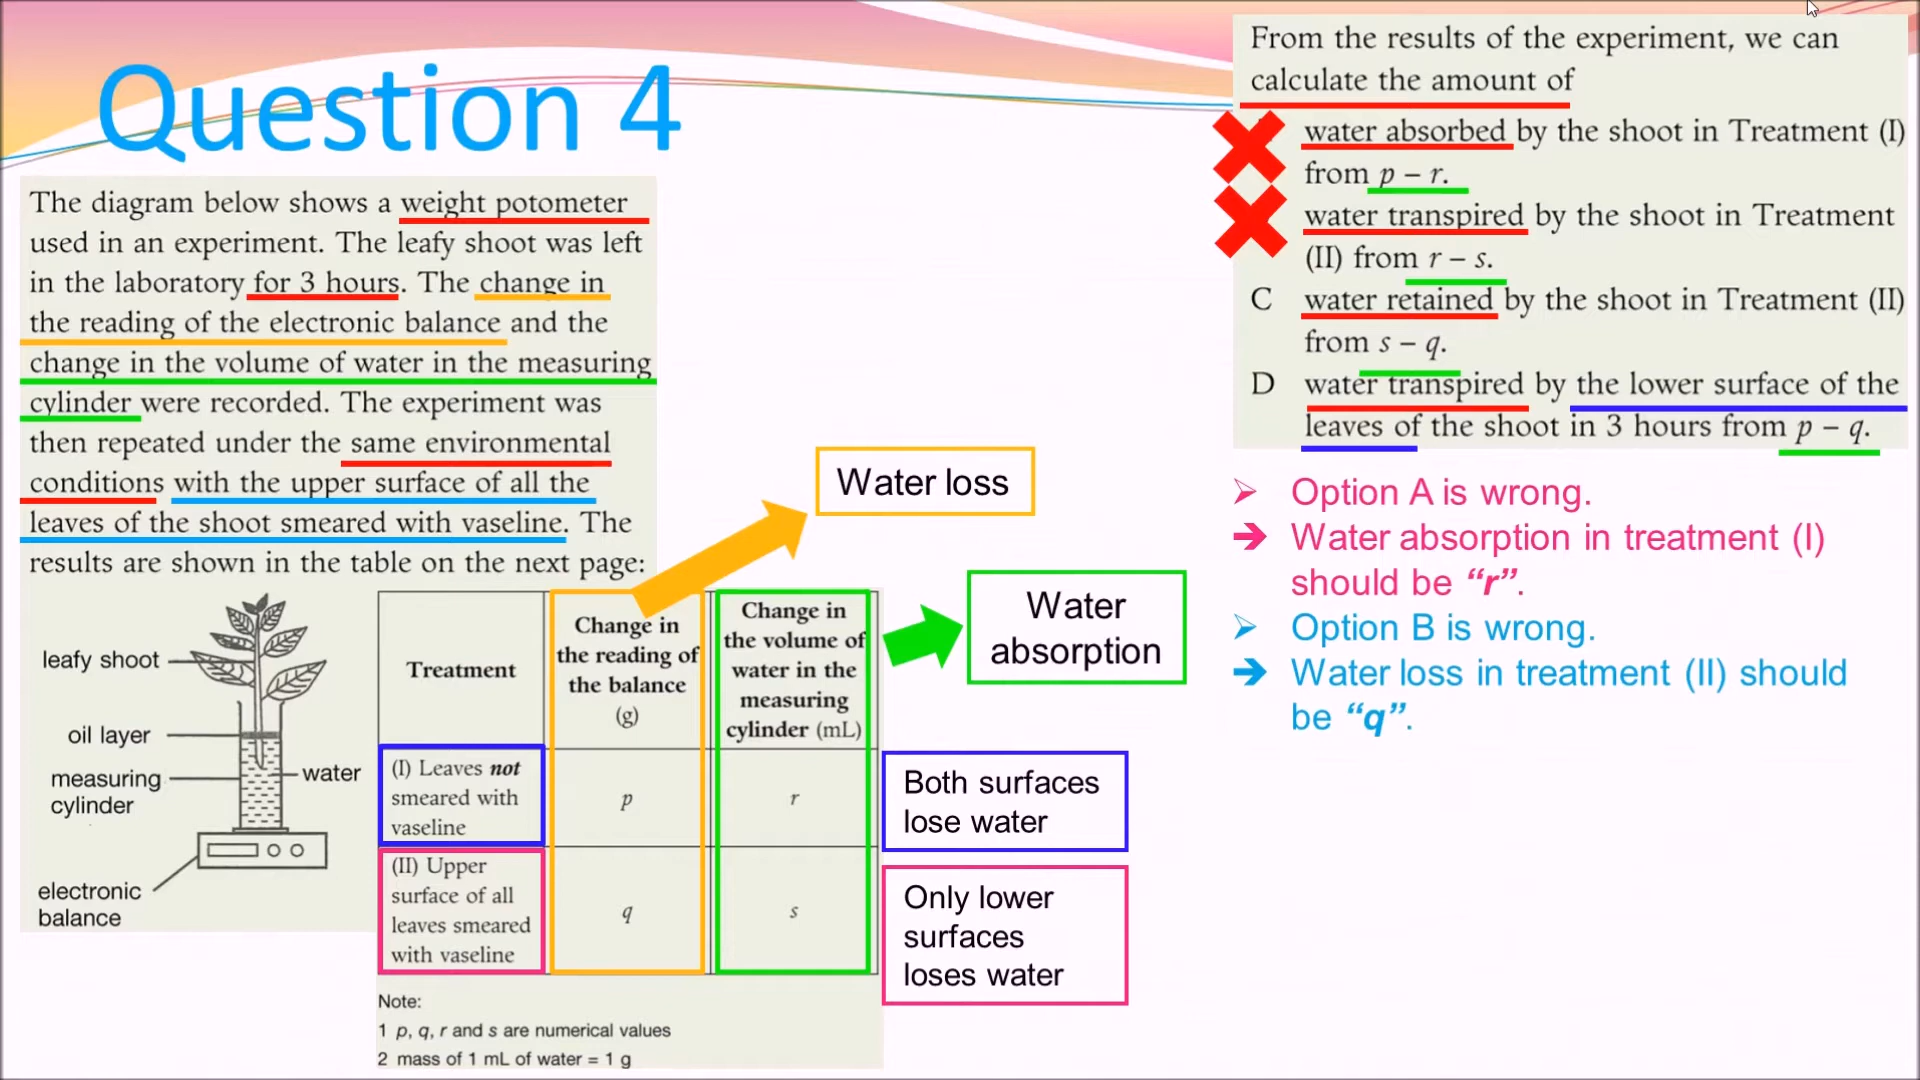 Question 4
The diagram below shows a weight potometer
used in an experiment. The leafy shoot was left
in the laboratory for 3 hours. The change in
the reading of the electronic balance and the
change in the volume of water in the measuring
cylinder were recorded. The experiment was
then repeated under the same environmental
conditions with the upper surface of all the
leaves of the shoot smeared with vaseline. The
results are shown in the table on the next page:
leafy shoot
oil layer
measuring
cylinder
water
electronic
balance
Treatment
Change in
the reading of
the balance
(g)
Change in
the volume of
water in the
measuring
cylinder (mL)
(I) Leaves not
smeared with
vaseline
p
r
(II) Upper
surface of all
leaves smeared
with vaseline
q
s
Note:
1 p, q, r and s are numerical values
2 mass of 1 mL of water = 1 g
Water loss
Water
absorption
Both surfaces
lose water
Only lower
surfaces
loses water
From the results of the experiment, we can
calculate the amount of
water absorbed by the shoot in Treatment (I)
from p – r.
water transpired by the shoot in Treatment
(II) from r – s.
C water retained by the shoot in Treatment (II)
from s – q.
D water transpired by the lower surface of the
leaves of the shoot in 3 hours from p – q.
➢ Option A is wrong.
➔ Water absorption in treatment (I)
should be “r”.
➢ Option B is wrong.
➔ Water loss in treatment (II) should
be “q”.